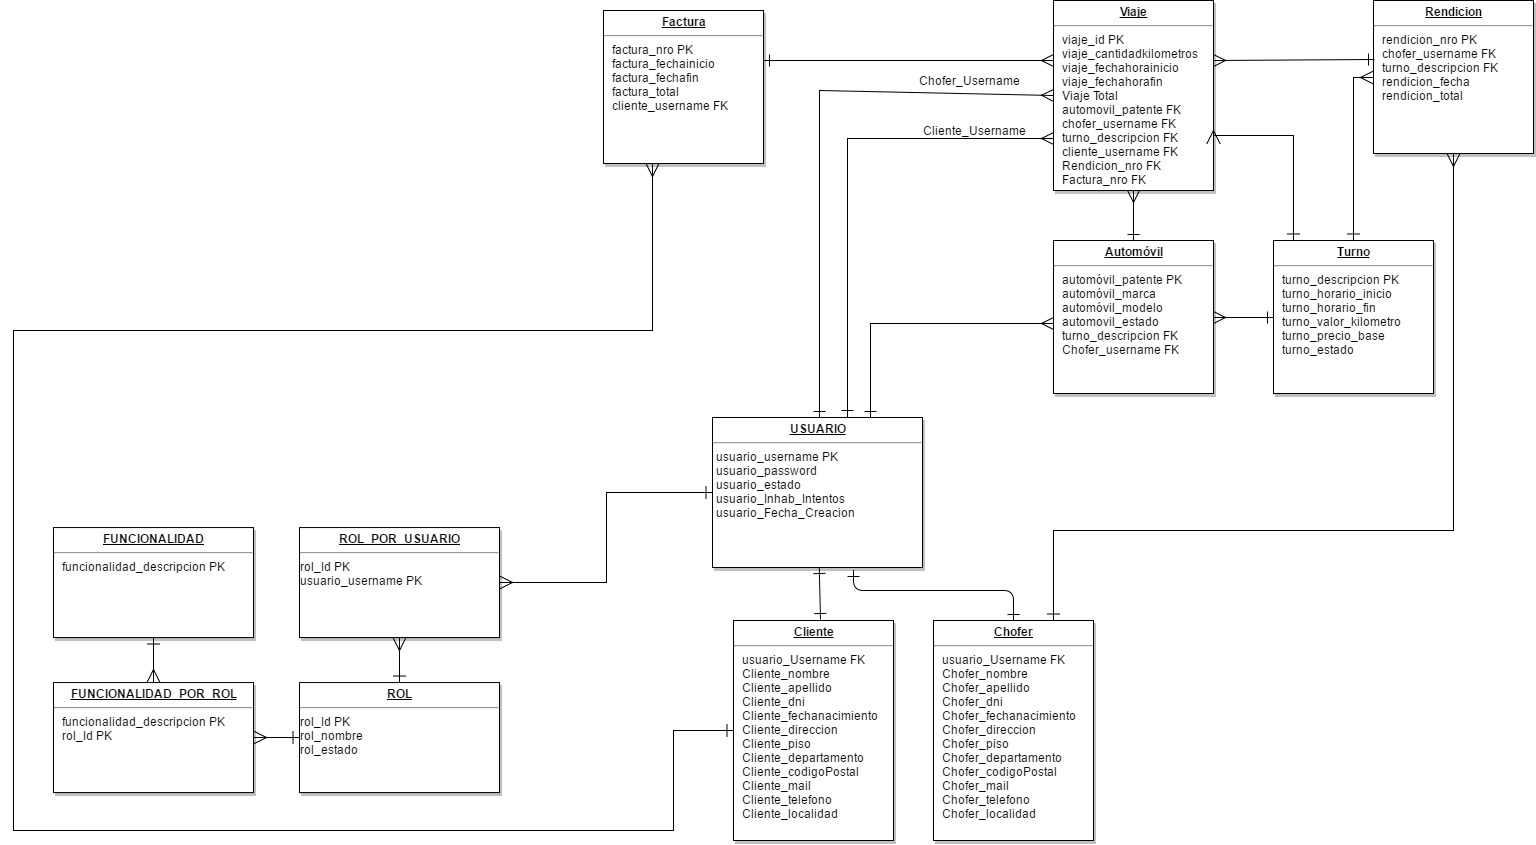 Factura
factura_nro PK
factura_fechainicio
factura_fechafin
factura_total
cliente_username FK
Viaje
viaje_id PK
viaje_cantidadkilometros
viaje_fechahorainicio
viaje_fechahorafin
Viaje Total
automovil_patente FK
chofer_username FK
turno_descripcion FK
cliente_username FK
Rendicion_nro FK
Factura_nro FK
Rendicion
rendicion_nro PK
chofer_username FK
turno_descripcion FK
rendicion_fecha
rendicion_total
Chofer_Username
Cliente_Username
Automóvil
automóvil_patente PK
automóvil_marca
automóvil_modelo
automovil_estado
turno_descripcion FK
Chofer_username FK
Turno
turno_descripcion PK
turno_horario_inicio
turno_horario_fin
turno_valor_kilometro
turno_precio_base
turno_estado
USUARIO
usuario_username PK
usuario_password
usuario_estado
usuario_Inhab_Intentos
usuario_Fecha_Creacion
FUNCIONALIDAD
funcionalidad_descripcion PK
ROL_POR_USUARIO
rol_Id PK
usuario_username PK
FUNCIONALIDAD_POR_ROL
funcionalidad_descripcion PK
rol_Id PK
ROL
rol_Id PK
rol_nombre
rol_estado
Cliente
usuario_Username FK
Cliente_nombre
Cliente_apellido
Cliente_dni
Cliente_fechanacimiento
Cliente_direccion
Cliente_piso
Cliente_departamento
Cliente_codigoPostal
Cliente_mail
Cliente_telefono
Cliente_localidad
Chofer
usuario_Username FK
Chofer_nombre
Chofer_apellido
Chofer_dni
Chofer_fechanacimiento
Chofer_direccion
Chofer_piso
Chofer_departamento
Chofer_codigoPostal
Chofer_mail
Chofer_telefono
Chofer_localidad